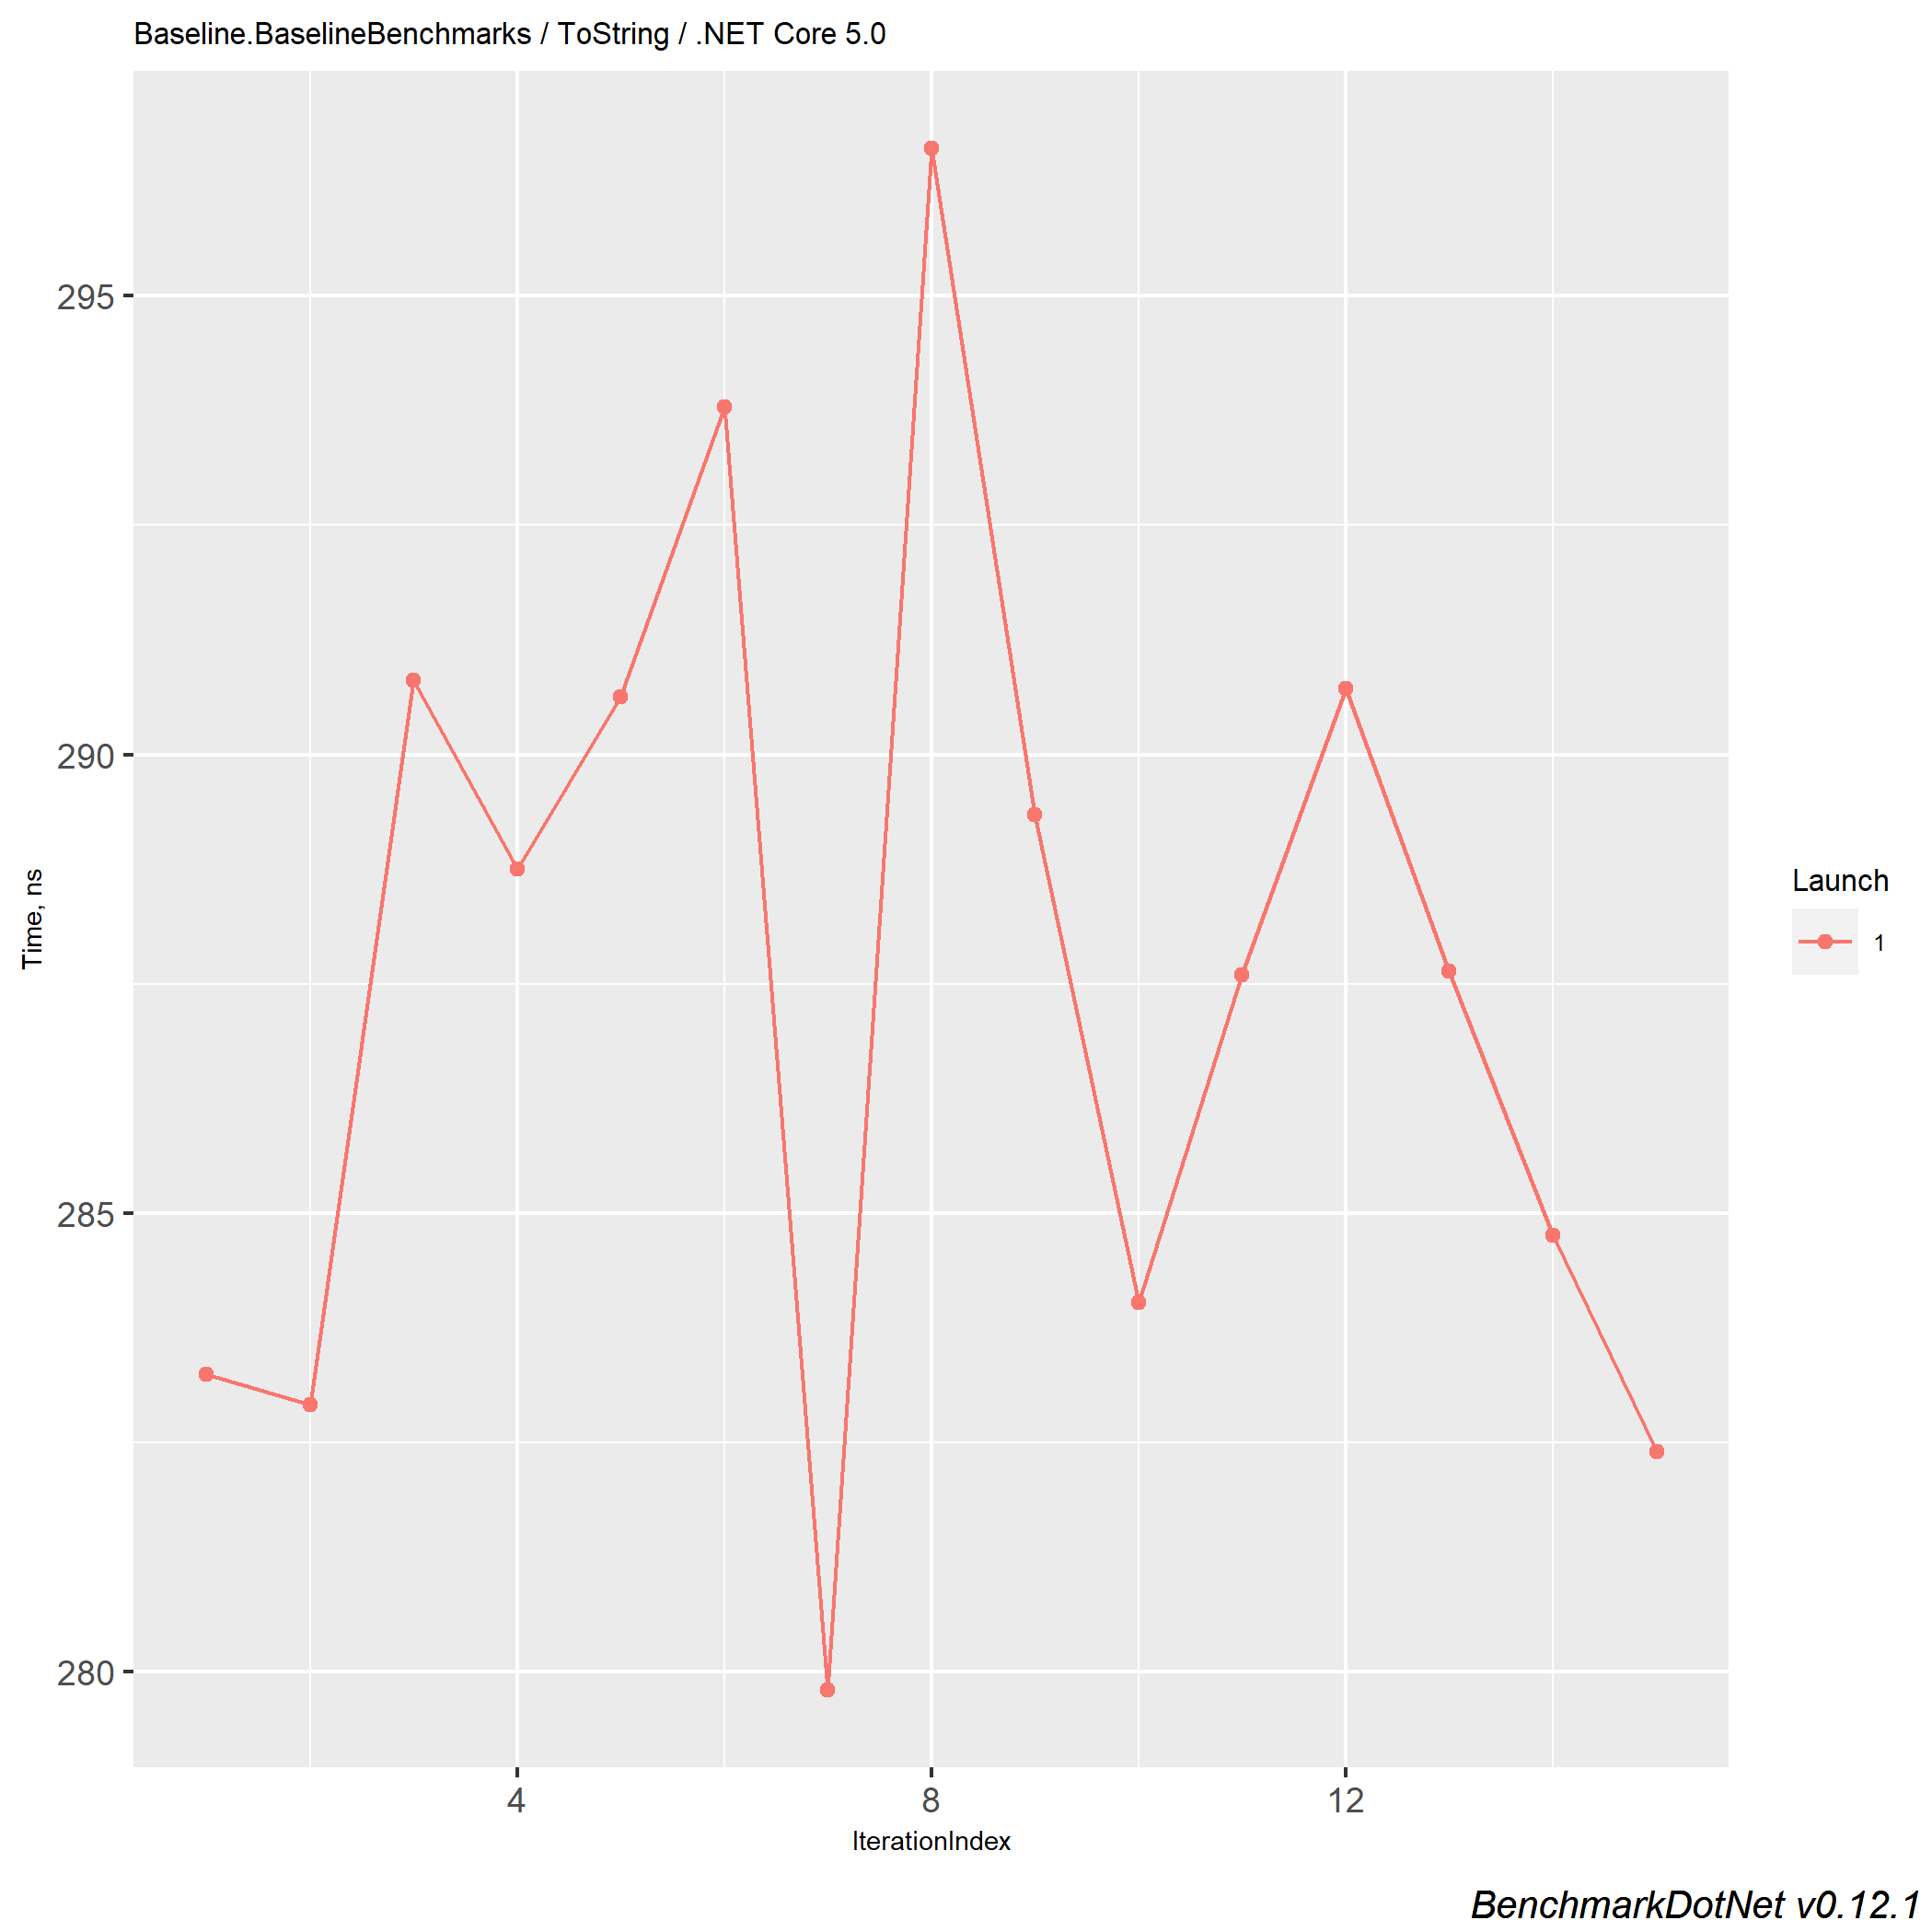 Baseline.BaselineBenchmarks / ToString / .NET Core 5.0
295
290
285
280
Time, ns
4 8 12
IterationIndex
Launch
1
BenchmarkDotNet v0.12.1